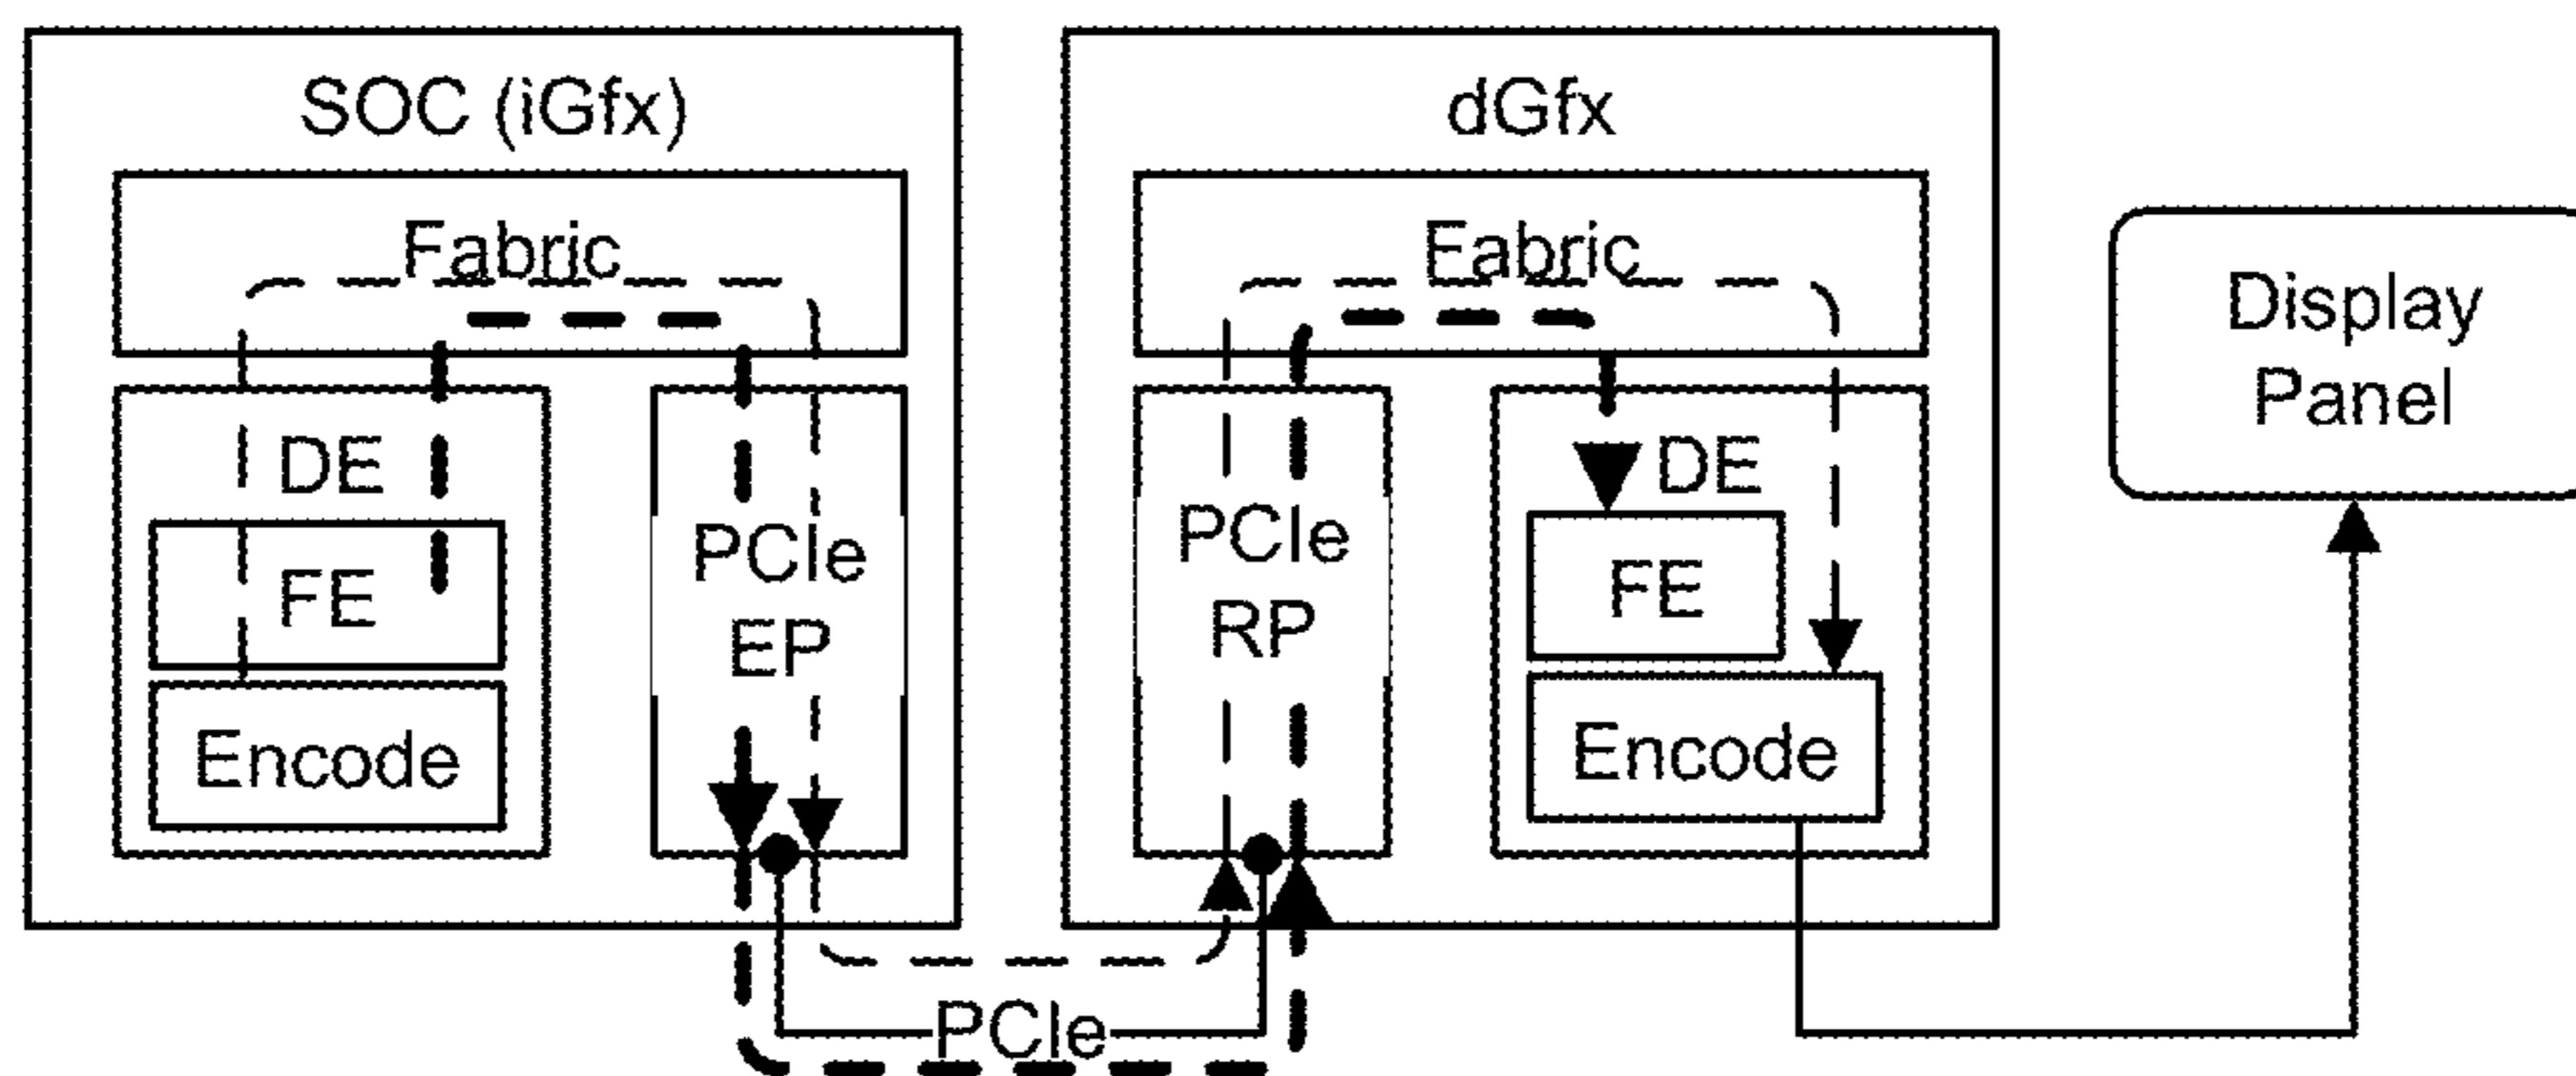 SOC (iGfx)
Fabric
DE
FE
Encode
PCIe
EP
dGfx
Fabric
PCIe
RP
DE
FE
Encode
PCIe
Display
Panel